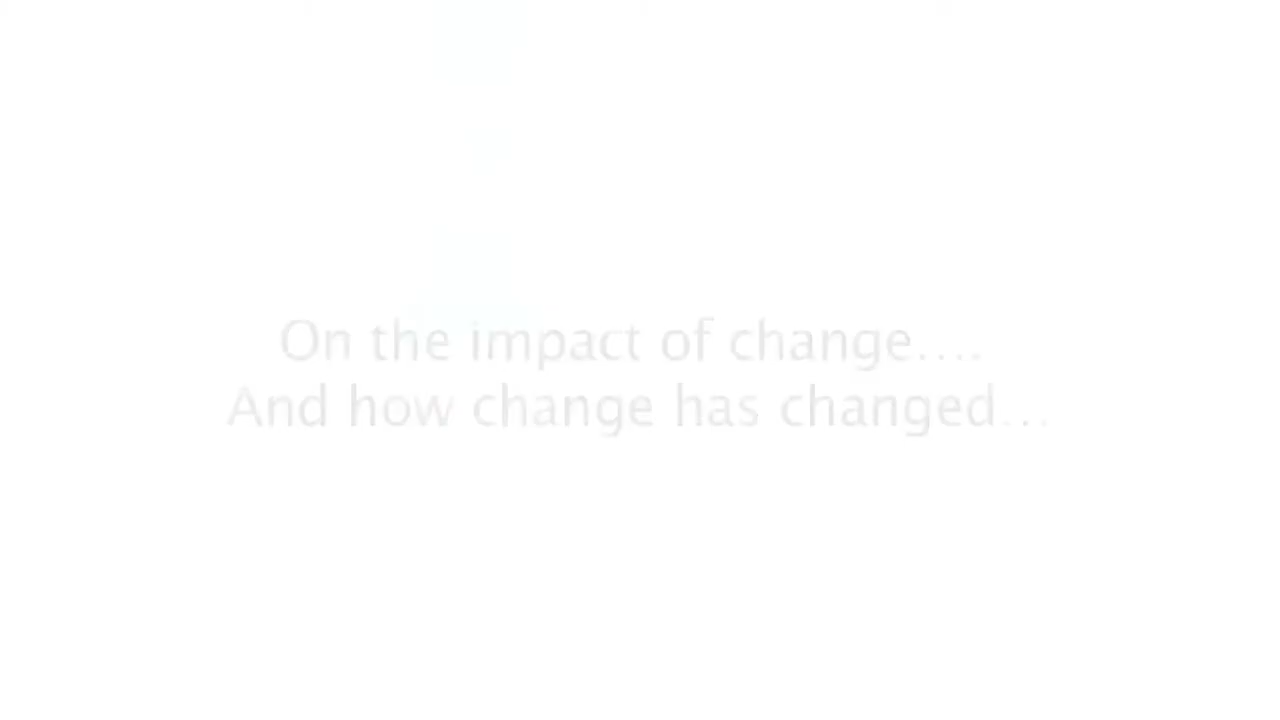 On the impact of change....
And how change has changed...